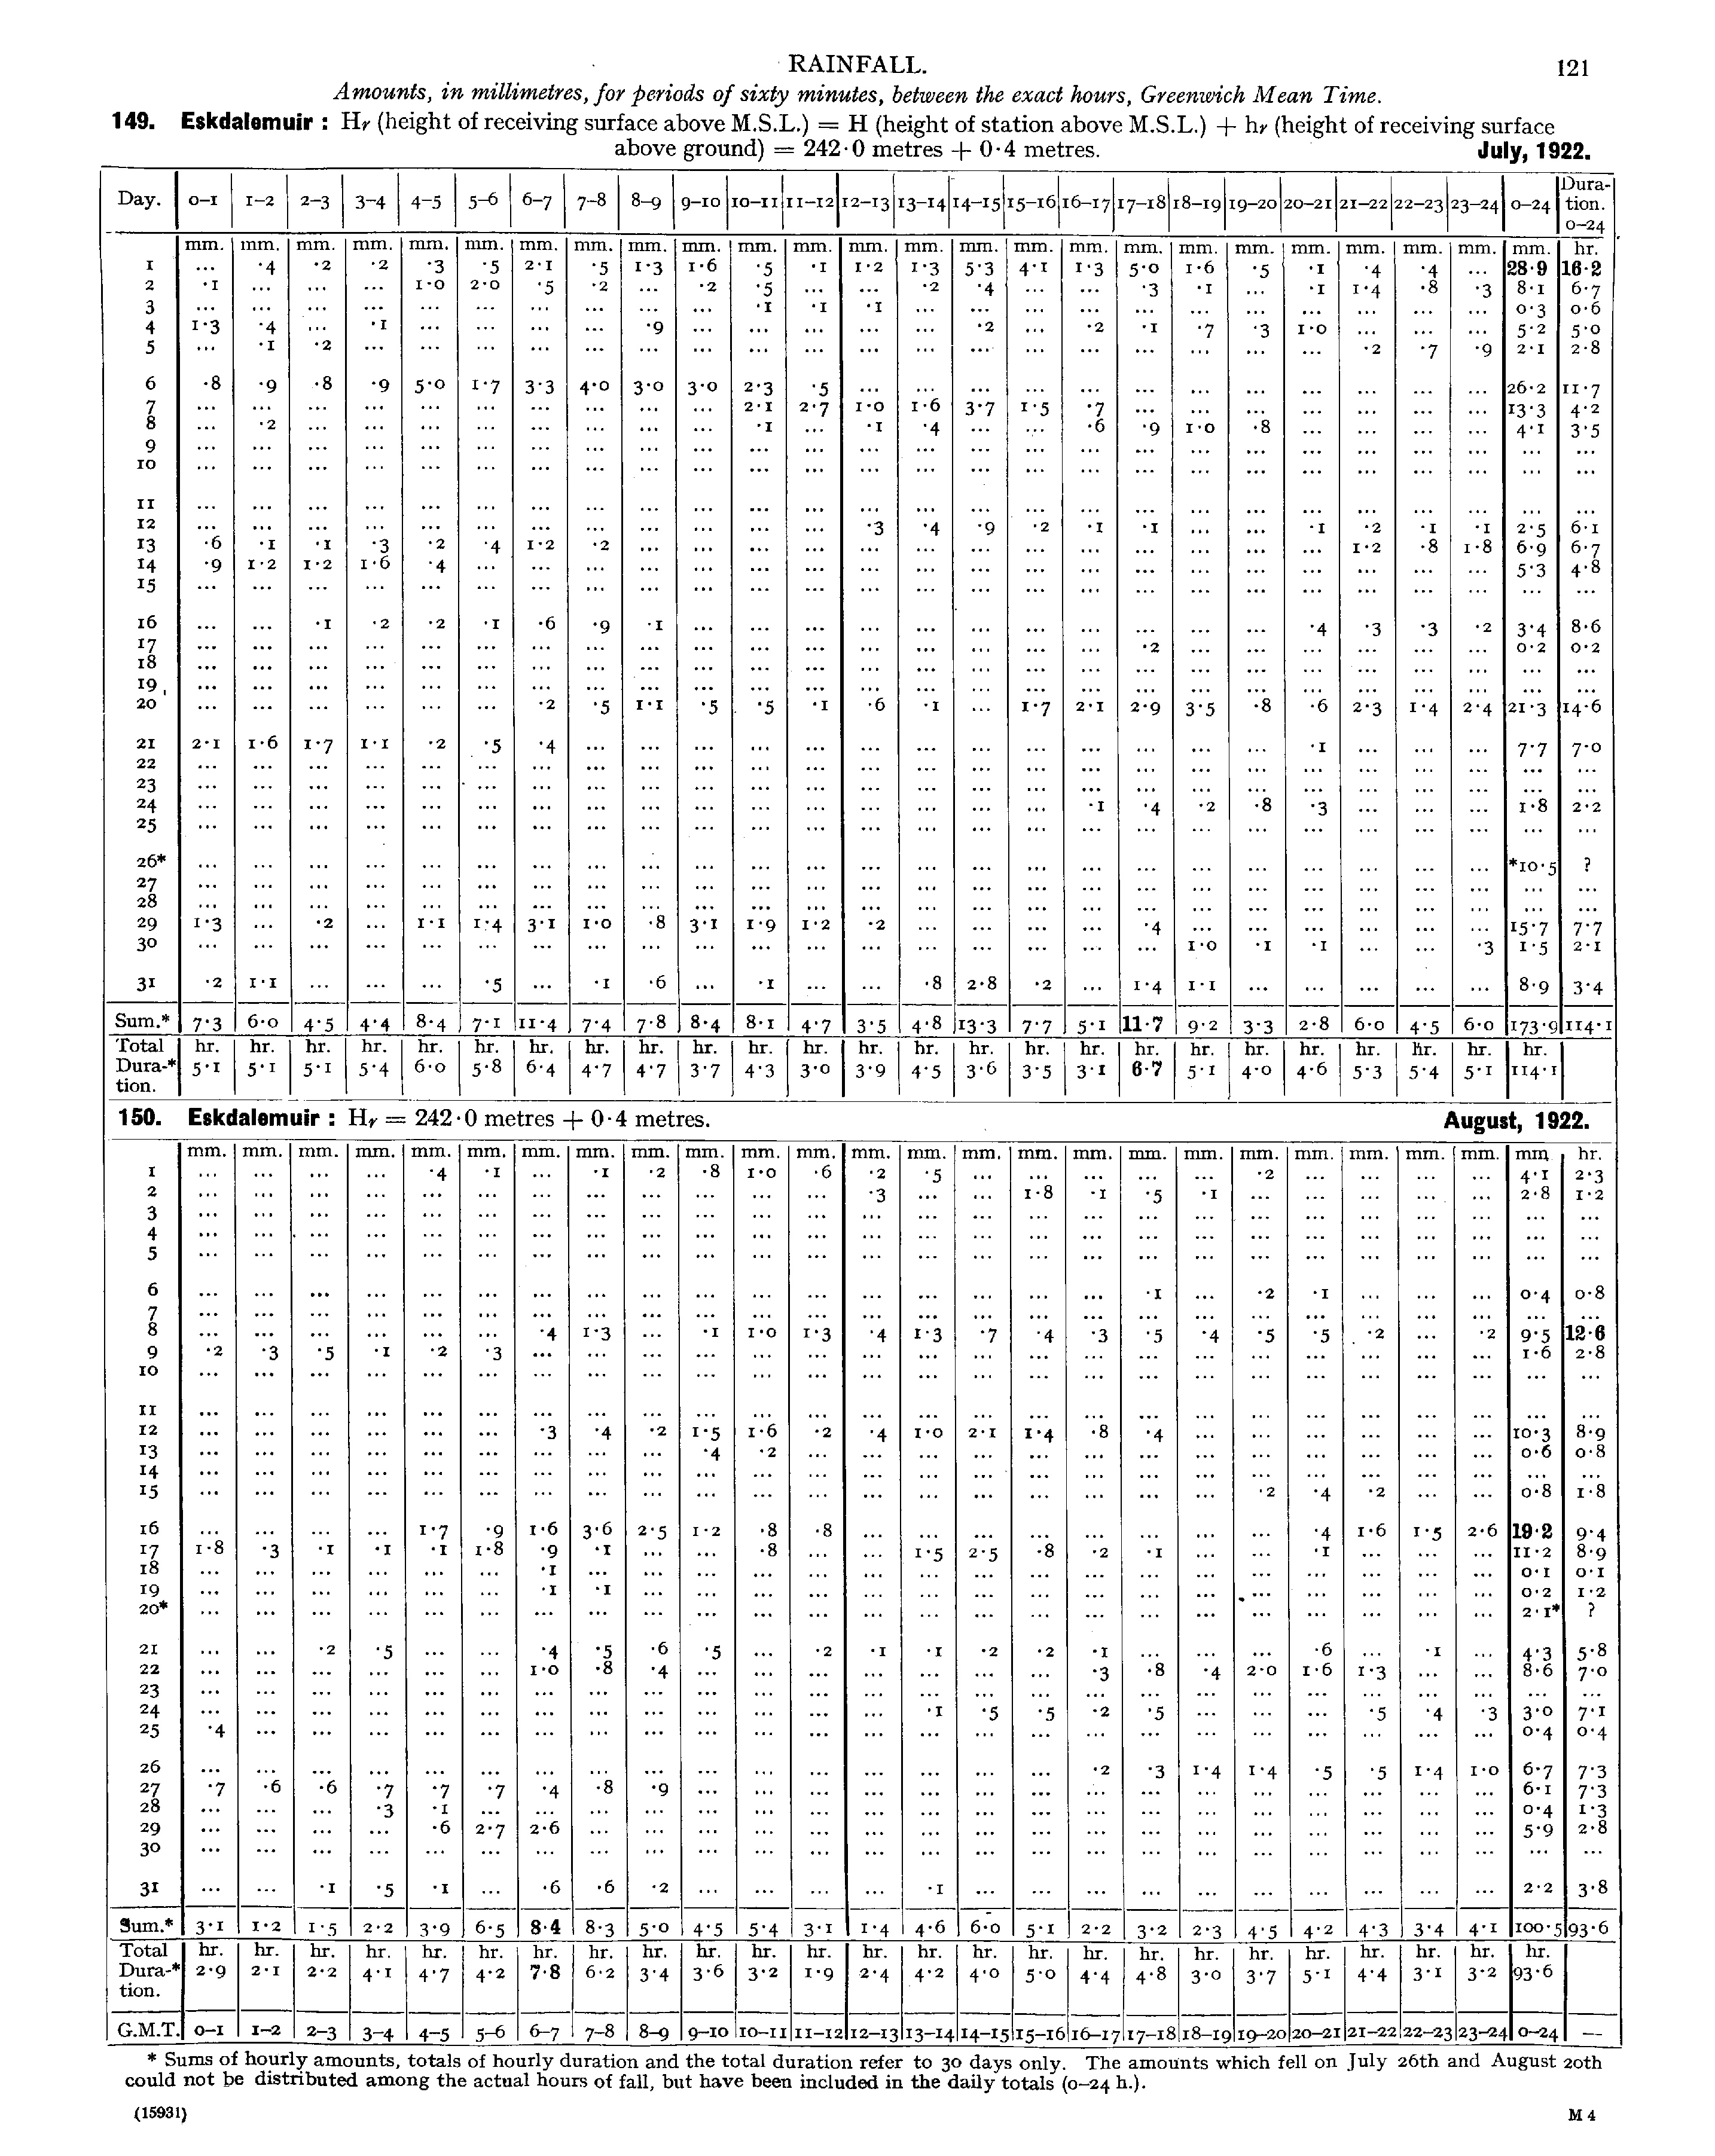 RAINFALL.
121
Amounts, in millimetres, for periods of sixty minutes, between the exact hours, Greenwich Mean Time.
149. Eskdalemuir : Hr (height of receiving surface above M.S.L.) = H (height of station above M.S.L.) + hr (height of receiving surface
above ground) = 242·0 metres + 0·4 metres. July, 1922.
Day. 0–1 1–2 2–3 3–4 4–5 5–6 6–7 7–8 8–9 9–10 10–11 11–12 12–13 13–14 14–15 15–16 16–17 17–18 18–19 19–20 20–21 21–22 22–23 23–24 0–24 Duration. 0–24
mm. mm. mm. mm. mm. mm. mm. mm. mm. mm. mm. mm. mm. mm. mm. mm. mm. mm. mm. mm. mm. mm. mm. mm. mm. hr.
1 ... ·4 ·2 ·2 ·3 ·5 2·1 ·5 1·3 1·6 ·5 ·1 1·2 1·3 5·3 4·1 1·3 5·0 1·6 ·5 ·1 ·4 ·4 ... 28·9 16·2
2 ·1 ... ... ... 1·0 2·0 ·5 ·2 ... ·2 ·5 ... ... ·2 ·4 ... ... ·3 ·1 ... ·1 1·4 ·8 ·3 8·1 6·7
3 ... ... ... ... ... ... ... ... ... ... ·1 ·1 ·1 ... ... ... ... ... ... ... ... ... ... ... 0·3 0·6
4 1·3 ·4 ... ·1 ... ... ... ... ·9 ... ... ... ... ... ·2 ... ·2 ·1 ·7 ·3 1·0 ... ... ... 5·2 5·0
5 ... ·1 ·2 ... ... ... ... ... ... ... ... ... ... ... ... ... ... ... ... ... ... ·2 ·7 ·9 2·1 2·8
6 ·8 ·9 ·8 ·9 5·0 1·7 3·3 4·0 3·0 3·0 2·3 ·5 ... ... ... ... ... ... ... ... ... ... ... ... 26·2 11·7
7 ... ... ... ... ... ... ... ... ... ... 2·1 2·7 1·0 1·6 3·7 1·5 ·7 ... ... ... ... ... ... ... 13·3 4·2
8 ... ·2 ... ... ... ... ... ... ... ... ·1 ... ·1 ·4 ... ... ·6 ·9 1·0 ·8 ... ... ... ... 4·1 3·5
9 ... ... ... ... ... ... ... ... ... ... ... ... ... ... ... ... ... ... ... ... ... ... ... ... ... ...
10 ... ... ... ... ... ... ... ... ... ... ... ... ... ... ... ... ... ... ... ... ... ... ... ... ... ...
11 ... ... ... ... ... ... ... ... ... ... ... ... ... ... ... ... ... ... ... ... ... ... ... ... ... ...
12 ... ... ... ... ... ... ... ... ... ... ... ... ·3 ·4 ·9 ·2 ·1 ·1 ... ... ·1 ·2 ·1 ·1 2·5 6·1
13 ·6 ·1 ·1 ·3 ·2 ·4 1·2 ·2 ... ... ... ... ... ... ... ... ... ... ... ... ... 1·2 ·8 1·8 6·9 6·7
14 ·9 1·2 1·2 1·6 ·4 ... ... ... ... ... ... ... ... ... ... ... ... ... ... ... ... ... ... ... 5·3 4·8
15 ... ... ... ... ... ... ... ... ... ... ... ... ... ... ... ... ... ... ... ... ... ... ... ... ... ...
16 ... ... ·1 ·2 ·2 ·1 ·6 ·9 ·1 ... ... ... ... ... ... ... ... ... ... ... ·4 ·3 ·3 ·2 3·4 8·6
17 ... ... ... ... ... ... ... ... ... ... ... ... ... ... ... ... ... ·2 ... ... ... ... ... ... 0·2 0·2
18 ... ... ... ... ... ... ... ... ... ... ... ... ... ... ... ... ... ... ... ... ... ... ... ... ... ...
19 ... ... ... ... ... ... ... ... ... ... ... ... ... ... ... ... ... ... ... ... ... ... ... ... ... ...
20 ... ... ... ... ... ... ·2 ·5 1·1 ·5 ·5 ·1 ·6 ·1 ... 1·7 2·1 2·9 3·5 ·8 ·6 2·3 1·4 2·4 21·3 14·6
21 2·1 1·6 1·7 1·1 ·2 ·5 ·4 ... ... ... ... ... ... ... ... ... ... ... ... ... ·1 ... ... ... 7·7 7·0
22 ... ... ... ... ... ... ... ... ... ... ... ... ... ... ... ... ... ... ... ... ... ... ... ... ... ...
23 ... ... ... ... ... ... ... ... ... ... ... ... ... ... ... ... ... ... ... ... ... ... ... ... ... ...
24 ... ... ... ... ... ... ... ... ... ... ... ... ... ... ... ... ·1 ·4 ·2 ·8 ·3 ... ... ... 1·8 2·2
25 ... ... ... ... ... ... ... ... ... ... ... ... ... ... ... ... ... ... ... ... ... ... ... ... ... ...
26* ... ... ... ... ... ... ... ... ... ... ... ... ... ... ... ... ... ... ... ... ... ... ... ... *10·5 ?
27 ... ... ... ... ... ... ... ... ... ... ... ... ... ... ... ... ... ... ... ... ... ... ... ... ... ...
28 ... ... ... ... ... ... ... ... ... ... ... ... ... ... ... ... ... ... ... ... ... ... ... ... ... ...
29 1·3 ... ·2 ... 1·1 1·4 3·1 1·0 ·8 3·1 1·9 1·2 ·2 ... ... ... ... ·4 ... ... ... ... ... ... 15·7 7·7
30 ... ... ... ... ... ... ... ... ... ... ... ... ... ... ... ... ... ... 1·0 ·1 ·1 ... ... ·3 1·5 2·1
31 ·2 1·1 ... ... ... ·5 ... ·1 ·6 ... ·1 ... ... ·8 2·8 ·2 ... 1·4 1·1 ... ... ... ... ... 8·9 3·4
Sum.* 7·3 6·0 4·5 4·4 8·4 7·1 11·4 7·4 7·8 8·4 8·1 4·7 3·5 4·8 13·3 7·7 5·1 11·7 9·2 3·3 2·8 6·0 4·5 6·0 173·9 114·1
Total hr. hr. hr. hr. hr. hr. hr. hr. hr. hr. hr. hr. hr. hr. hr. hr. hr. hr. hr. hr. hr. hr. hr. hr. hr.
Dura-* 5·1 5·1 5·1 5·4 6·0 5·8 6·4 4·7 4·7 3·7 4·3 3·0 3·9 4·5 3·6 3·5 3·1 6·7 5·1 4·0 4·6 5·3 5·4 5·1 114·1
tion.
150. Eskdalemuir : Hr = 242·0 metres + 0·4 metres. August, 1922.
mm. mm. mm. mm. mm. mm. mm. mm. mm. mm. mm. mm. mm. mm. mm. mm. mm. mm. mm. mm. mm. mm. mm. mm. mm. hr.
1 ... ... ... ... ·4 ·1 ... ·1 ·2 ·8 1·0 ·6 ·2 ·5 ... ... ... ... ... ·2 ... ... ... ... 4·1 2·3
2 ... ... ... ... ... ... ... ... ... ... ... ... ·3 ... ... 1·8 ·1 ·5 ·1 ... ... ... ... ... 2·8 1·2
3 ... ... ... ... ... ... ... ... ... ... ... ... ... ... ... ... ... ... ... ... ... ... ... ... ... ...
4 ... ... ... ... ... ... ... ... ... ... ... ... ... ... ... ... ... ... ... ... ... ... ... ... ... ...
5 ... ... ... ... ... ... ... ... ... ... ... ... ... ... ... ... ... ... ... ... ... ... ... ... ... ...
6 ... ... ... ... ... ... ... ... ... ... ... ... ... ... ... ... ... ·1 ... ·2 ·1 ... ... ... 0·4 0·8
7 ... ... ... ... ... ... ... ... ... ... ... ... ... ... ... ... ... ... ... ... ... ... ... ... ... ...
8 ... ... ... ... ... ... ·4 1·3 ... ·1 1·0 1·3 ·4 1·3 ·7 ·4 ·3 ·5 ·4 ·5 ·5 ·2 ... ·2 9·5 12·6
9 ·2 ·3 ·5 ·1 ·2 ·3 ... ... ... ... ... ... ... ... ... ... ... ... ... ... ... ... ... ... 1·6 2·8
10 ... ... ... ... ... ... ... ... ... ... ... ... ... ... ... ... ... ... ... ... ... ... ... ... ... ...
11 ... ... ... ... ... ... ... ... ... ... ... ... ... ... ... ... ... ... ... ... ... ... ... ... ... ...
12 ... ... ... ... ... ... ·3 ·4 ·2 1·5 1·6 ·2 ·4 1·0 2·1 1·4 ·8 ·4 ... ... ... ... ... ... 10·3 8·9
13 ... ... ... ... ... ... ... ... ... ·4 ·2 ... ... ... ... ... ... ... ... ... ... ... ... ... 0·6 0·8
14 ... ... ... ... ... ... ... ... ... ... ... ... ... ... ... ... ... ... ... ... ... ... ... ... ... ...
15 ... ... ... ... ... ... ... ... ... ... ... ... ... ... ... ... ... ... ... ·2 ·4 ·2 ... ... 0·8 1·8
16 ... ... ... ... 1·7 ·9 1·6 3·6 2·5 1·2 ·8 ·8 ... ... ... ... ... ... ... ... ·4 1·6 1·5 2·6 19·2 9·4
17 1·8 ·3 ·1 ·1 ·1 1·8 ·9 ·1 ... ... ·8 ... ... 1·5 2·5 ·8 ·2 ·1 ... ... ·1 ... ... ... 11·2 8·9
18 ... ... ... ... ... ... ·1 ... ... ... ... ... ... ... ... ... ... ... ... ... ... ... ... ... 0·1 0·1
19 ... ... ... ... ... ... ·1 ·1 ... ... ... ... ... ... ... ... ... ... ... ... ... ... ... ... 0·2 1·2
20* ... ... ... ... ... ... ... ... ... ... ... ... ... ... ... ... ... ... ... ... ... ... ... ... 2·1* ?
21 ... ... ·2 ·5 ... ... ·4 ·5 ·6 ·5 ... ·2 ·1 ·1 ·2 ·2 ·1 ... ... ... ·6 ... ·1 ... 4·3 5·8
22 ... ... ... ... ... ... 1·0 ·8 ·4 ... ... ... ... ... ... ... ·3 ·8 ·4 2·0 1·6 1·3 ... ... 8·6 7·0
23 ... ... ... ... ... ... ... ... ... ... ... ... ... ... ... ... ... ... ... ... ... ... ... ... ... ...
24 ... ... ... ... ... ... ... ... ... ... ... ... ... ·1 ·5 ·5 ·2 ·5 ... ... ... ·5 ·4 ·3 3·0 7·1
25 ·4 ... ... ... ... ... ... ... ... ... ... ... ... ... ... ... ... ... ... ... ... ... ... ... 0·4 0·4
26 ... ... ... ... ... ... ... ... ... ... ... ... ... ... ... ... ·2 ·3 1·4 1·4 ·5 ·5 1·4 1·0 6·7 7·3
27 ·7 ·6 ·6 ·7 ·7 ·7 ·4 ·8 ·9 ... ... ... ... ... ... ... ... ... ... ... ... ... ... ... 6·1 7·3
28 ... ... ... ·3 ·1 ... ... ... ... ... ... ... ... ... ... ... ... ... ... ... ... ... ... ... 0·4 1·3
29 ... ... ... ... ·6 2·7 2·6 ... ... ... ... ... ... ... ... ... ... ... ... ... ... ... ... ... 5·9 2·8
30 ... ... ... ... ... ... ... ... ... ... ... ... ... ... ... ... ... ... ... ... ... ... ... ... ... ...
31 ... ... ·1 ·5 ·1 ... ·6 ·6 ·2 ... ... ... ... ·1 ... ... ... ... ... ... ... ... ... ... 2·2 3·8
Sum.* 3·1 1·2 1·5 2·2 3·9 6·5 8·4 8·3 5·0 4·5 5·4 3·1 1·4 4·6 6·0 5·1 2·2 3·2 2·3 4·5 4·2 4·3 3·4 4·1 100·5 93·6
Total hr. hr. hr. hr. hr. hr. hr. hr. hr. hr. hr. hr. hr. hr. hr. hr. hr. hr. hr. hr. hr. hr. hr. hr. hr.
Dura-* 2·9 2·1 2·2 4·1 4·7 4·2 7·8 6·2 3·4 3·6 3·2 1·9 2·4 4·2 4·0 5·0 4·4 4·8 3·0 3·7 5·1 4·4 3·1 3·2 93·6
tion.
G.M.T. 0–1 1–2 2–3 3–4 4–5 5–6 6–7 7–8 8–9 9–10 10–11 11–12 12–13 13–14 14–15 15–16 16–17 17–18 18–19 19–20 20–21 21–22 22–23 23–24 0–24 —
* Sums of hourly amounts, totals of hourly duration and the total duration refer to 30 days only. The amounts which fell on July 26th and August 20th
could not be distributed among the actual hours of fall, but have been included in the daily totals (0–24 h.).
(15931)
M 4